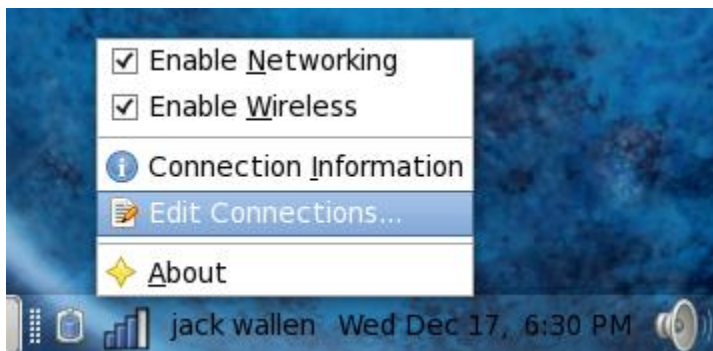 Enable Networking
Enable Wireless
Connection Information
Edit Connections...
About
jack wallen Wed Dec 17, 6:30 PM